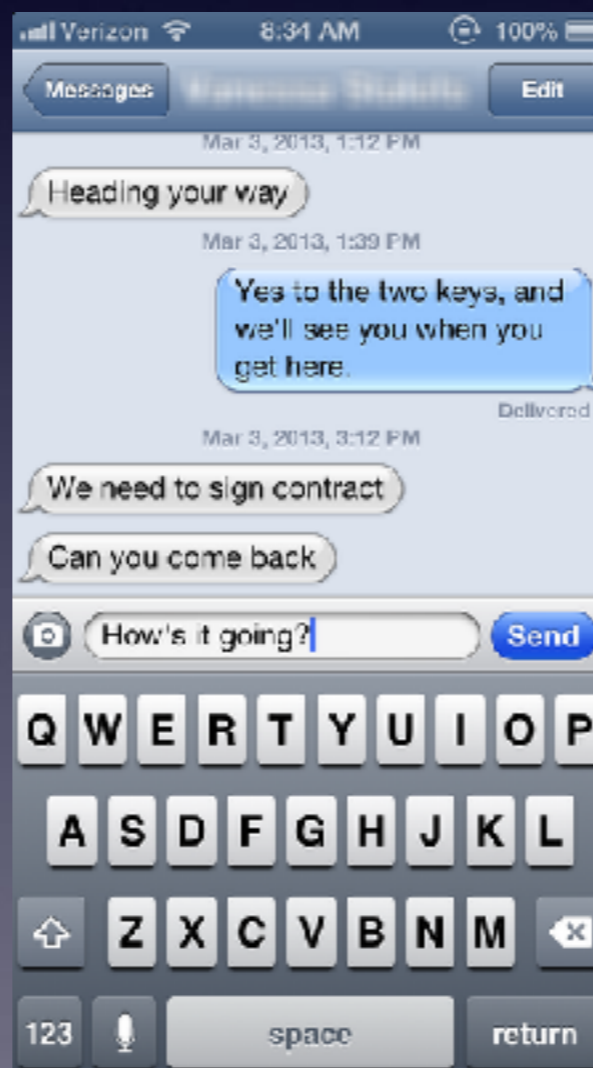 Verizon 8:34 AM 100%
Messages Edit
Mar 3, 2013, 1:12 PM
Heading your way
Mar 3, 2013, 1:39 PM
Yes to the two keys, and
we'll see you when you
get here.
Delivered
Mar 3, 2013, 3:12 PM
We need to sign contract
Can you come back
How's it going? Send
Q W E R T Y U I O P
A S D F G H J K L
Z X C V B N M
123 space return